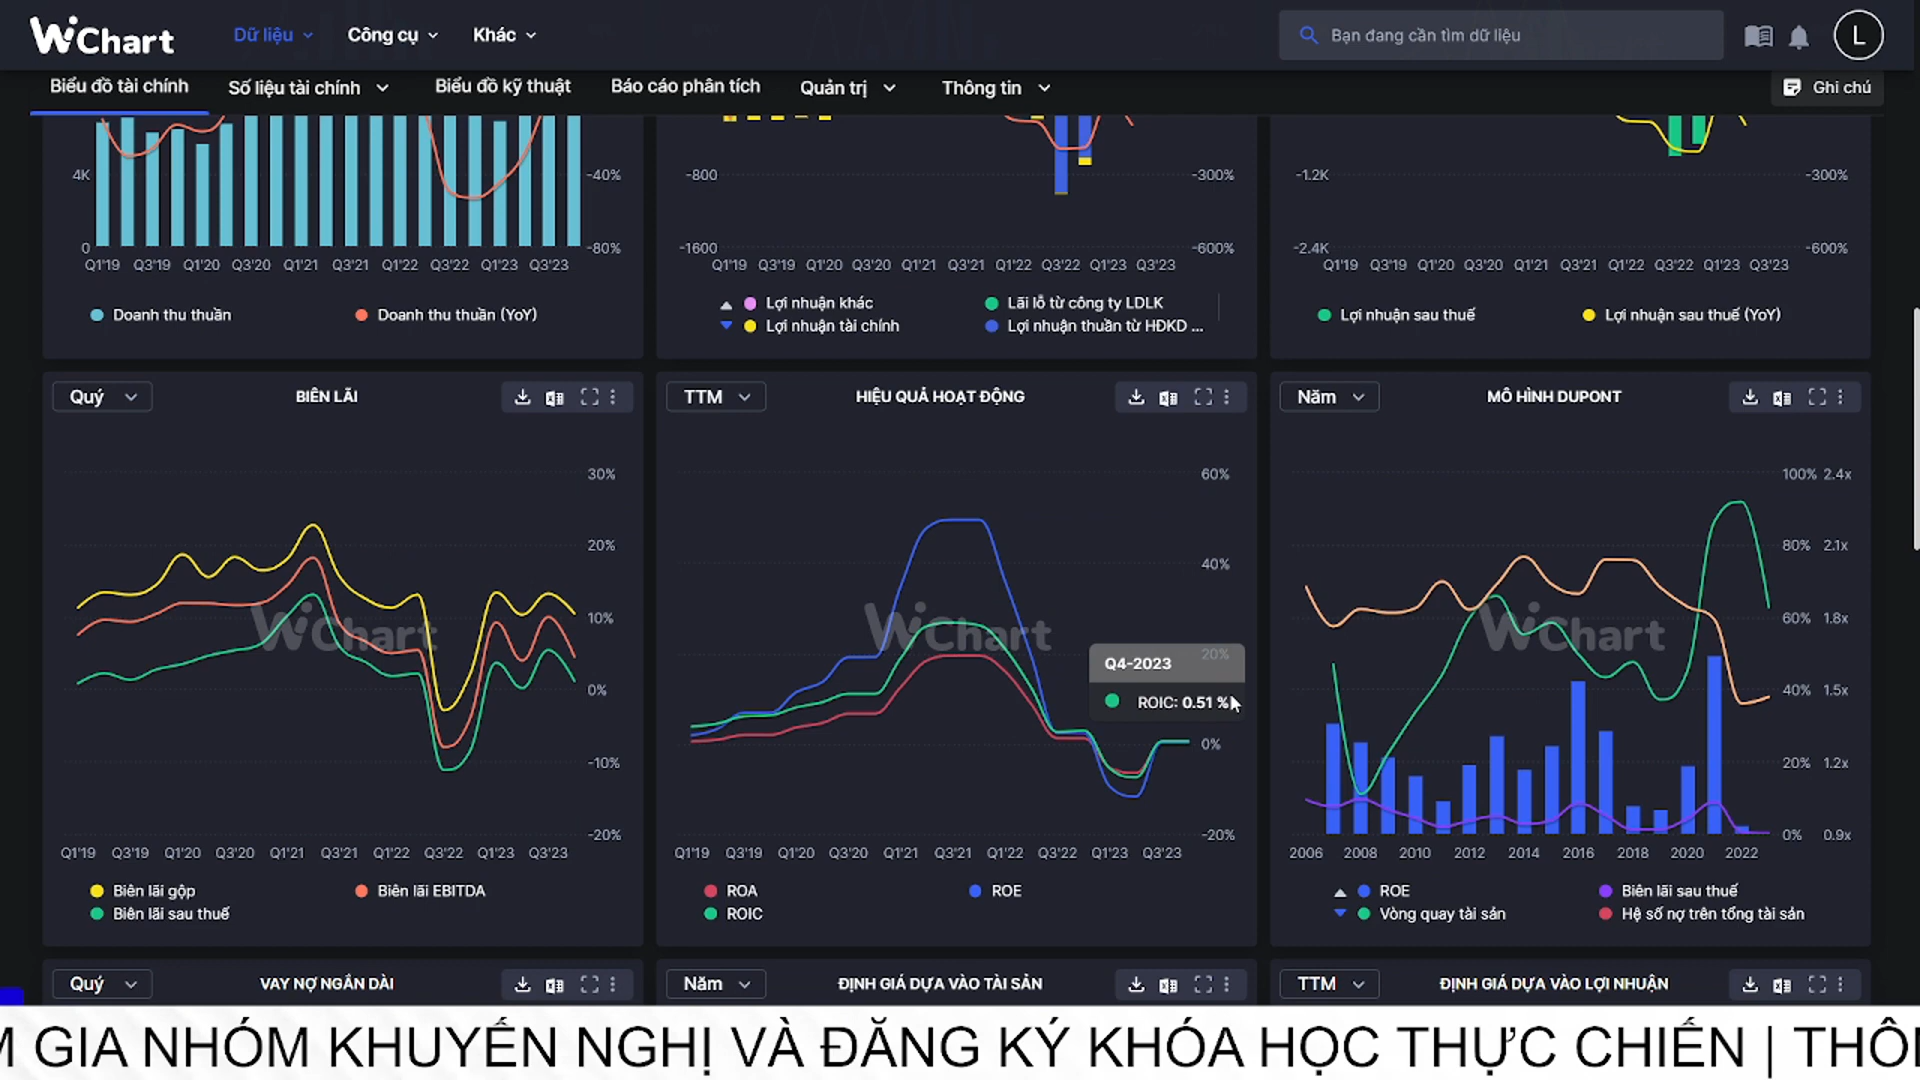 WiChart
Dữ liệu
Công cụ
Khác
Bạn đang cần tìm dữ liệu
L
Biểu đồ tài chính
Số liệu tài chính
Biểu đồ kỹ thuật
Báo cáo phân tích
Quản trị
Thông tin
Ghi chú
4K
-40%
0
-80%
Q1'19 Q3'19 Q1'20 Q3'20 Q1'21 Q3'21 Q1'22 Q3'22 Q1'23 Q3'23
Doanh thu thuần
Doanh thu thuần (YoY)
-800
-300%
-1600
-600%
Q1'19 Q3'19 Q1'20 Q3'20 Q1'21 Q3'21 Q1'22 Q3'22 Q1'23 Q3'23
Lợi nhuận khác
Lãi lỗ từ công ty LDLK
Lợi nhuận tài chính
Lợi nhuận thuần từ HĐKD ...
-1.2K
-300%
-2.4K
-600%
Q1'19 Q3'19 Q1'20 Q3'20 Q1'21 Q3'21 Q1'22 Q3'22 Q1'23 Q3'23
Lợi nhuận sau thuế
Lợi nhuận sau thuế (YoY)
Quý
BIÊN LÃI
30%
20%
10%
0%
-10%
-20%
WiChart
Q1'19 Q3'19 Q1'20 Q3'20 Q1'21 Q3'21 Q1'22 Q3'22 Q1'23 Q3'23
Biên lãi gộp
Biên lãi EBITDA
Biên lãi sau thuế
TTM
HIỆU QUẢ HOẠT ĐỘNG
60%
40%
20%
0%
-20%
WiChart
Q4-2023
ROIC: 0.51 %
Q1'19 Q3'19 Q1'20 Q3'20 Q1'21 Q3'21 Q1'22 Q3'22 Q1'23 Q3'23
ROA
ROE
ROIC
Năm
MÔ HÌNH DUPONT
100% 2.4x
80% 2.1x
60% 1.8x
40% 1.5x
20% 1.2x
0% 0.9x
WiChart
2006 2008 2010 2012 2014 2016 2018 2020 2022
ROE
Biên lãi sau thuế
Vòng quay tài sản
Hệ số nợ trên tổng tài sản
Quý
VAY NỢ NGẮN DÀI
Năm
ĐỊNH GIÁ DỰA VÀO TÀI SẢN
TTM
ĐỊNH GIÁ DỰA VÀO LỢI NHUẬN
M GIA NHÓM KHUYẾN NGHỊ VÀ ĐĂNG KÝ KHÓA HỌC THỰC CHIẾN | THÔ